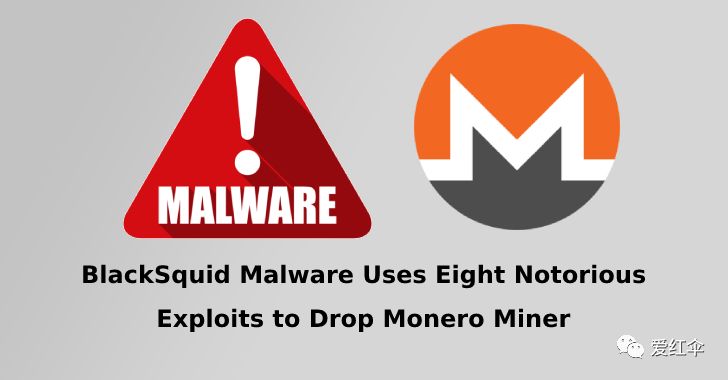 !
MALWARE
BlackSquid Malware Uses Eight Notorious
Exploits to Drop Monero Miner
爱红伞